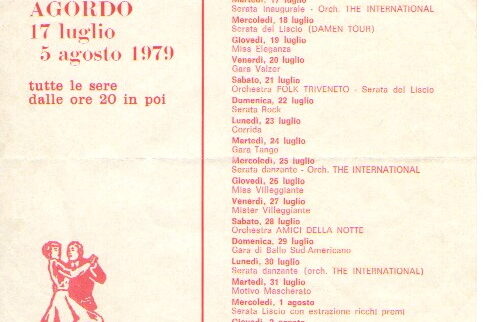 AGORDO
17 luglio
5 agosto 1979
tutte le sere
dalle ore 20 in poi
Martedì, 17 luglio
Serata inaugurale - Orch. THE INTERNATIONAL
Mercoledì, 18 luglio
Serata del Liscio (DAMEN TOUR)
Giovedì, 19 luglio
Miss Eleganza
Venerdì, 20 luglio
Gara Valzer
Sabato, 21 luglio
Orchestra FOLK TRIVENETO - Serata del Liscio
Domenica, 22 luglio
Serata Rock
Lunedì, 23 luglio
Corrida
Martedì, 24 luglio
Gara Tango
Mercoledì, 25 luglio
Serata danzante - Orch. THE INTERNATIONAL
Giovedì, 26 luglio
Miss Villeggiante
Venerdì, 27 luglio
Mister Villeggiante
Sabato, 28 luglio
Orchestra AMICI DELLA NOTTE
Domenica, 29 luglio
Gara di Ballo Sud-Americano
Lunedì, 30 luglio
Serata danzante (orch. THE INTERNATIONAL)
Martedì, 31 luglio
Motivo Mascherato
Mercoledì, 1 agosto
Serata Liscio con estrazione ricchi premi
Giovedì, 2 agosto